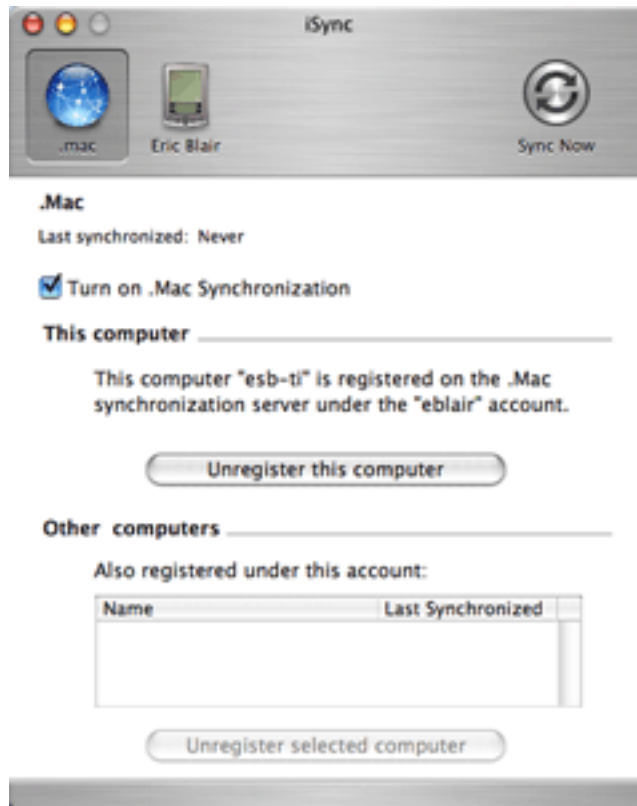 iSync
.mac
Eric Blair
Sync Now
.Mac
Last synchronized: Never
Turn on .Mac Synchronization
This computer
This computer "esb-ti" is registered on the .Mac
synchronization server under the "eblair" account.
Unregister this computer
Other computers
Also registered under this account:
Name Last Synchronized
Unregister selected computer